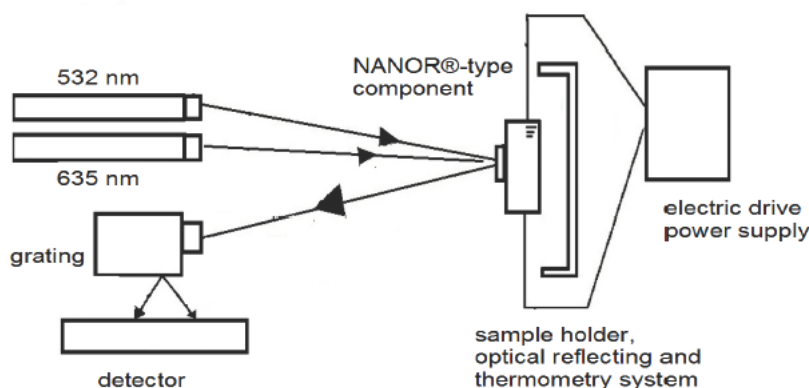 532 nm
635 nm
NANOR®-type
component
grating
detector
electric drive
power supply
sample holder,
optical reflecting and
thermometry system